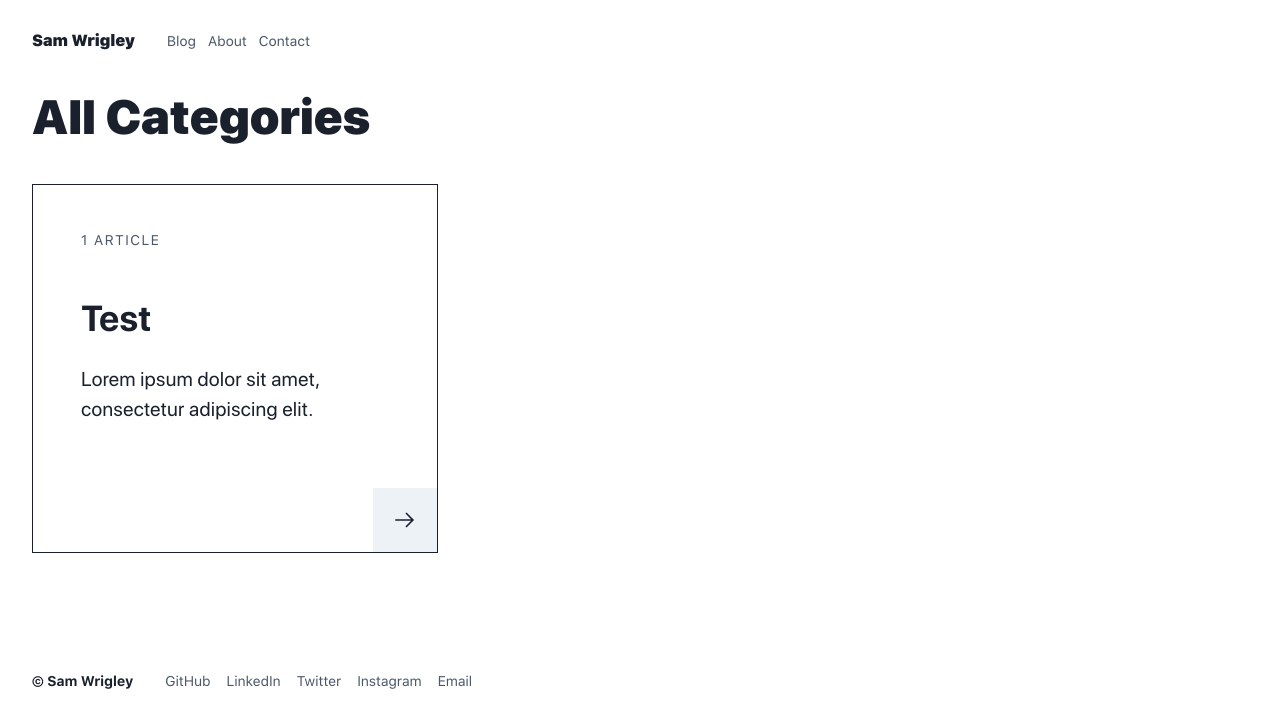 Sam Wrigley Blog About Contact
All Categories
1 ARTICLE
Test
Lorem ipsum dolor sit amet,
consectetur adipiscing elit.
© Sam Wrigley GitHub LinkedIn Twitter Instagram Email